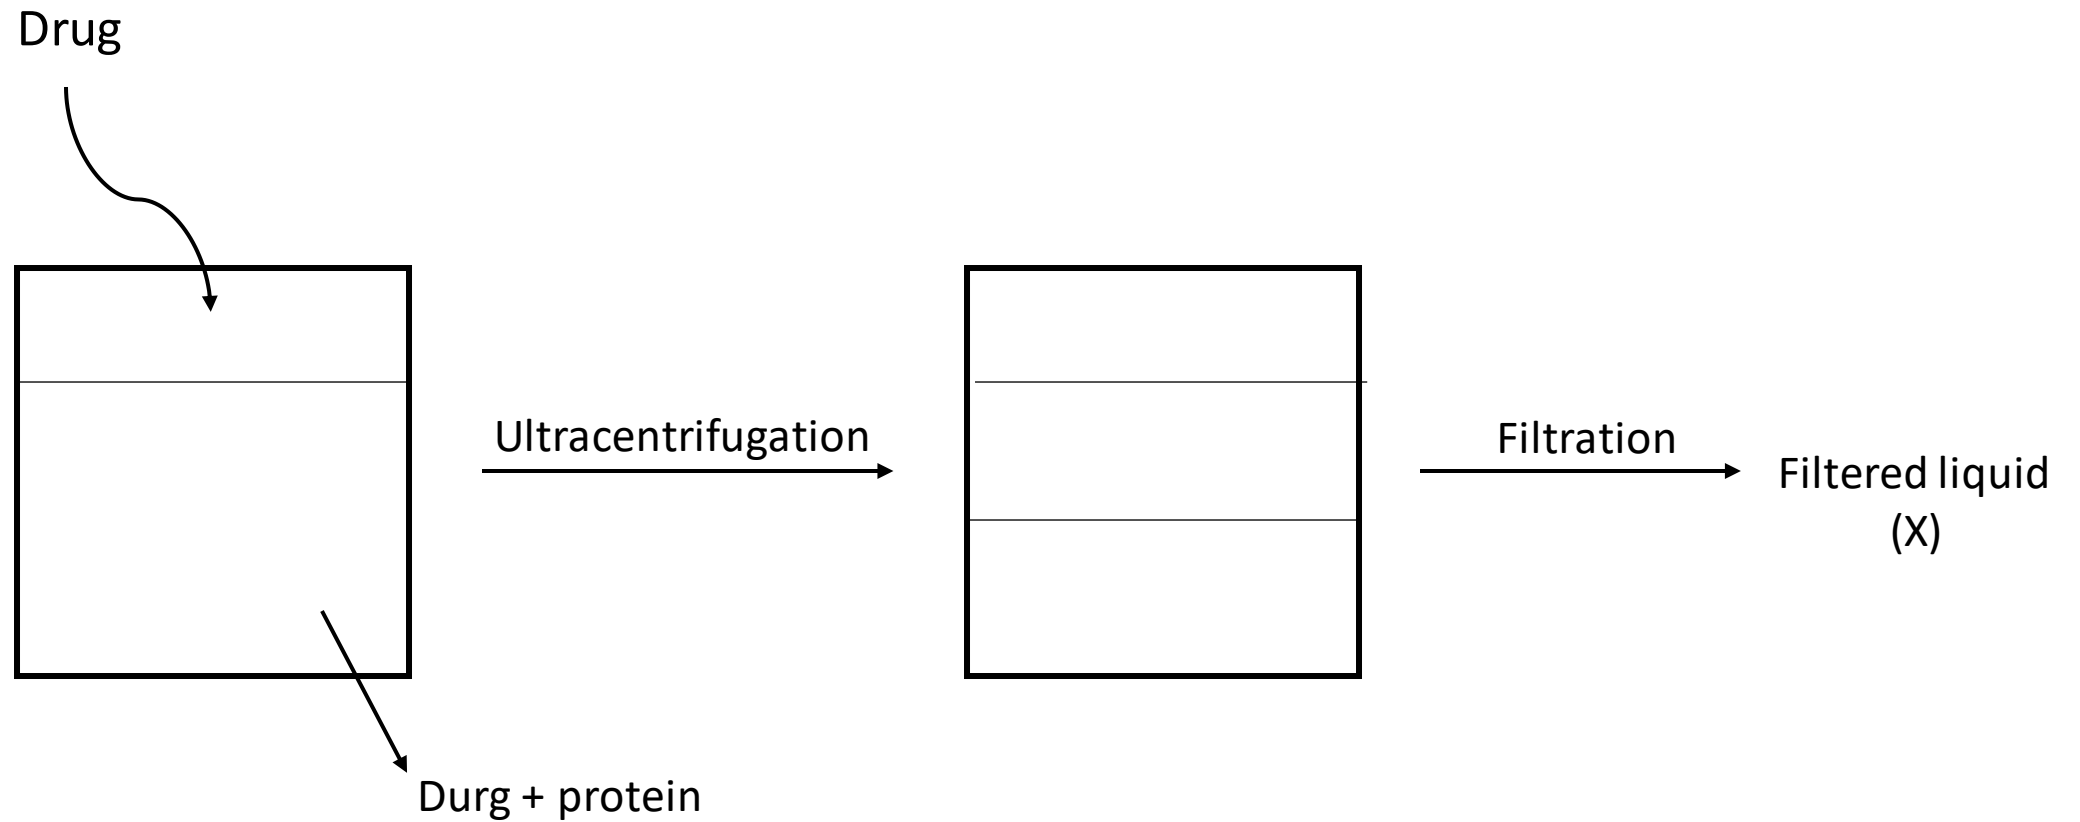 Drug
Ultracentrifugation
Filtration
Filtered liquid
(X)
Durg + protein